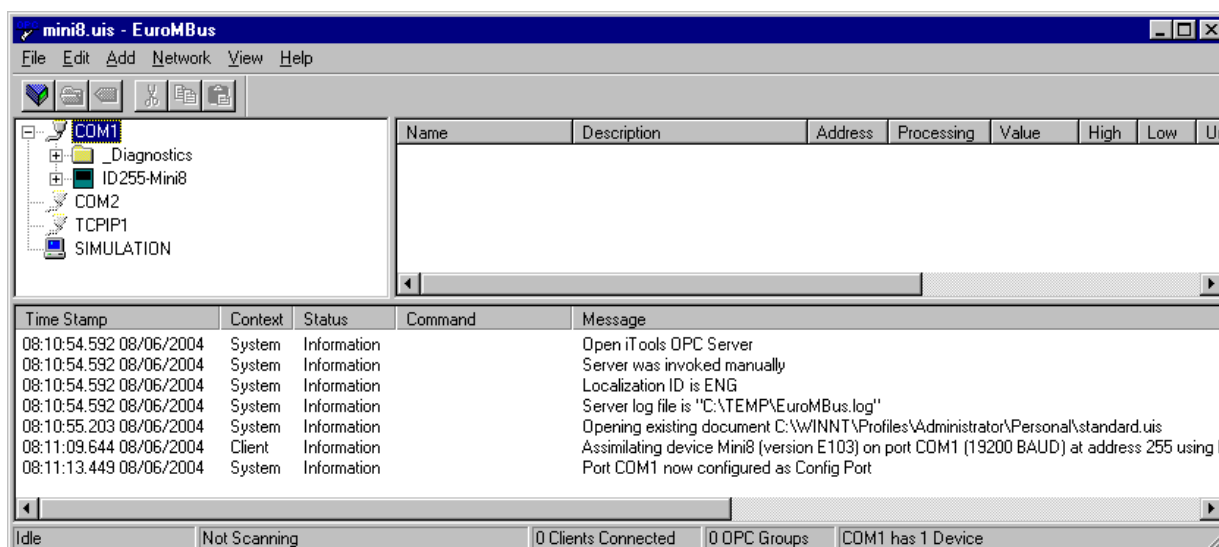 mini8.uis - EuroMBus
File Edit Add Network View Help
COM1
_Diagnostics
ID255-Mini8
COM2
TCPIP1
SIMULATION
Name Description Address Processing Value High Low
Time Stamp Context Status Command Message
08:10:54.592 08/06/2004 System Information Open iTools OPC Server
08:10:54.592 08/06/2004 System Information Server was invoked manually
08:10:54.592 08/06/2004 System Information Localization ID is ENG
08:10:54.592 08/06/2004 System Information Server log file is "C:\TEMP\EuroMBus.log"
08:10:55.203 08/06/2004 System Information Opening existing document C:\WINNT\Profiles\Administrator\Personal\standard.uis
08:11:09.644 08/06/2004 Client Information Assimilating device Mini8 (version E103) on port COM1 (19200 BAUD) at address 255 using
08:11:13.449 08/06/2004 System Information Port COM1 now configured as Config Port
Idle Not Scanning 0 Clients Connected 0 OPC Groups COM1 has 1 Device